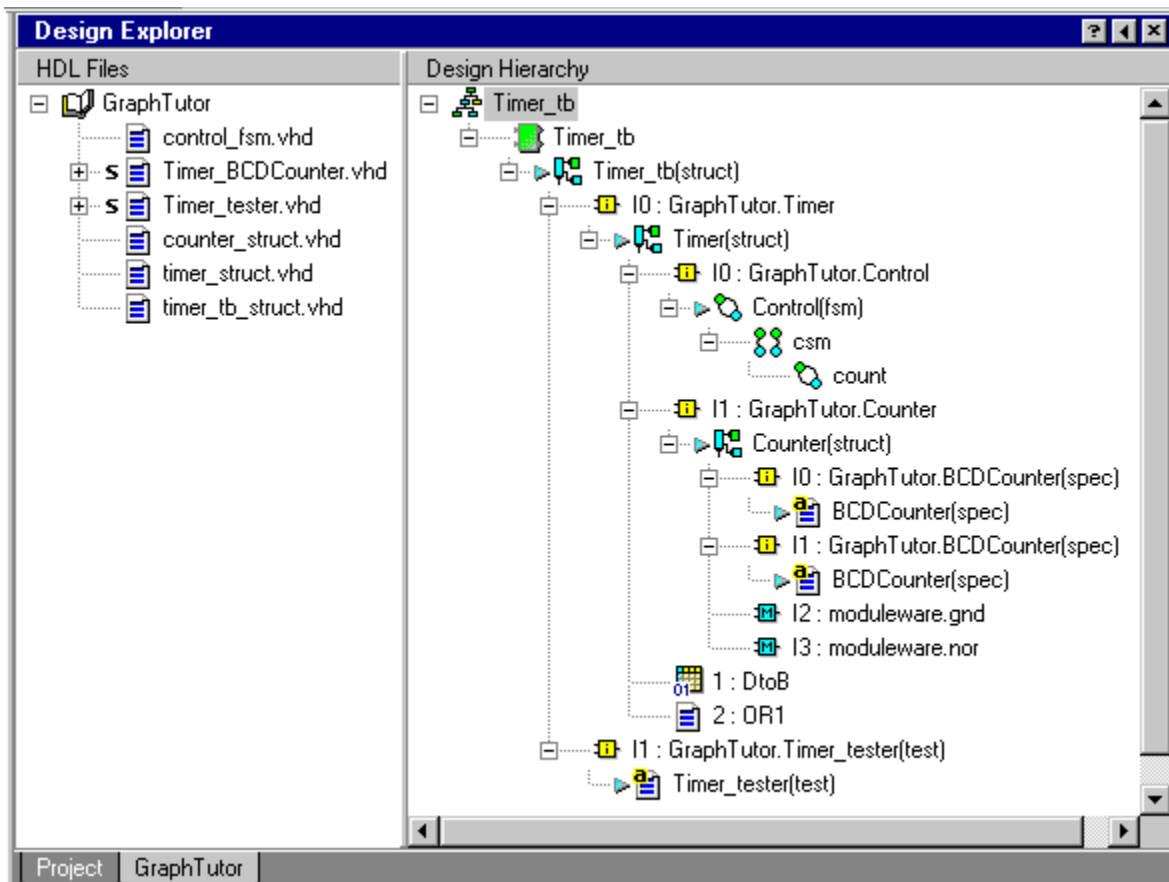 Design Explorer
HDL Files
GraphTutor
control_fsm.vhd
S Timer_BCDCounter.vhd
S Timer_tester.vhd
counter_struct.vhd
timer_struct.vhd
timer_tb_struct.vhd
Design Hierarchy
Timer_tb
Timer_tb
Timer_tb(struct)
I0 : GraphTutor.Timer
Timer(struct)
I0 : GraphTutor.Control
Control(fsm)
csm
count
I1 : GraphTutor.Counter
Counter(struct)
I0 : GraphTutor.BCDCounter(spec)
BCDCounter(spec)
I1 : GraphTutor.BCDCounter(spec)
BCDCounter(spec)
I2 : moduleware.gnd
I3 : moduleware.nor
1 : DtoB
2 : OR1
I1 : GraphTutor.Timer_tester(test)
Timer_tester(test)
Project GraphTutor